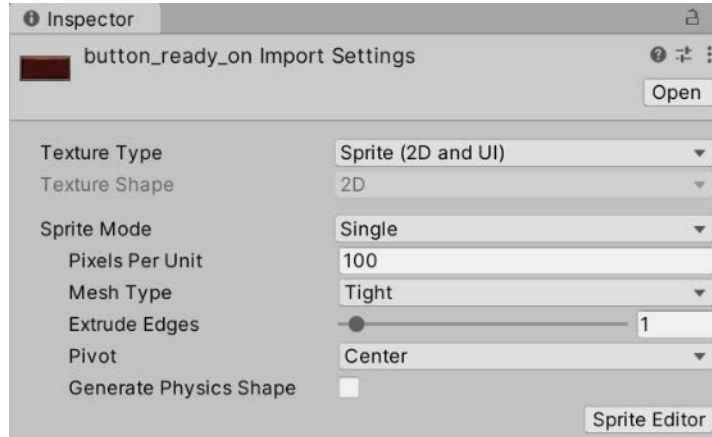 Inspector
button_ready_on Import Settings
Open
Texture Type Sprite (2D and UI)
Texture Shape 2D
Sprite Mode Single
Pixels Per Unit 100
Mesh Type Tight
Extrude Edges 1
Pivot Center
Generate Physics Shape
Sprite Editor